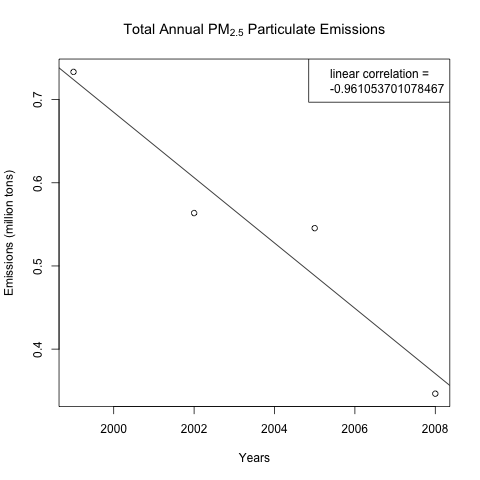 Total Annual PM2.5 Particulate Emissions
linear correlation =
-0.961053701078467
Emissions (million tons)
0.7
0.6
0.5
0.4
2000 2002 2004 2006 2008
Years